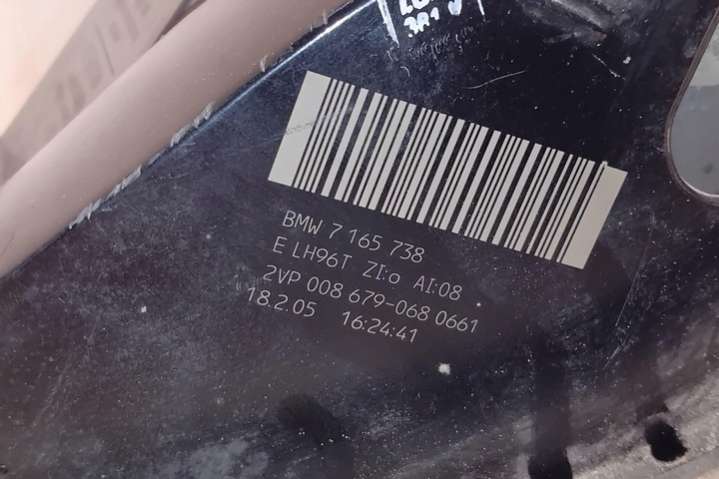 BMW 7 165 738
E LH96T ZI:0 AI:08
2VP 008 679-068 0661
18.2.05 16:24:41